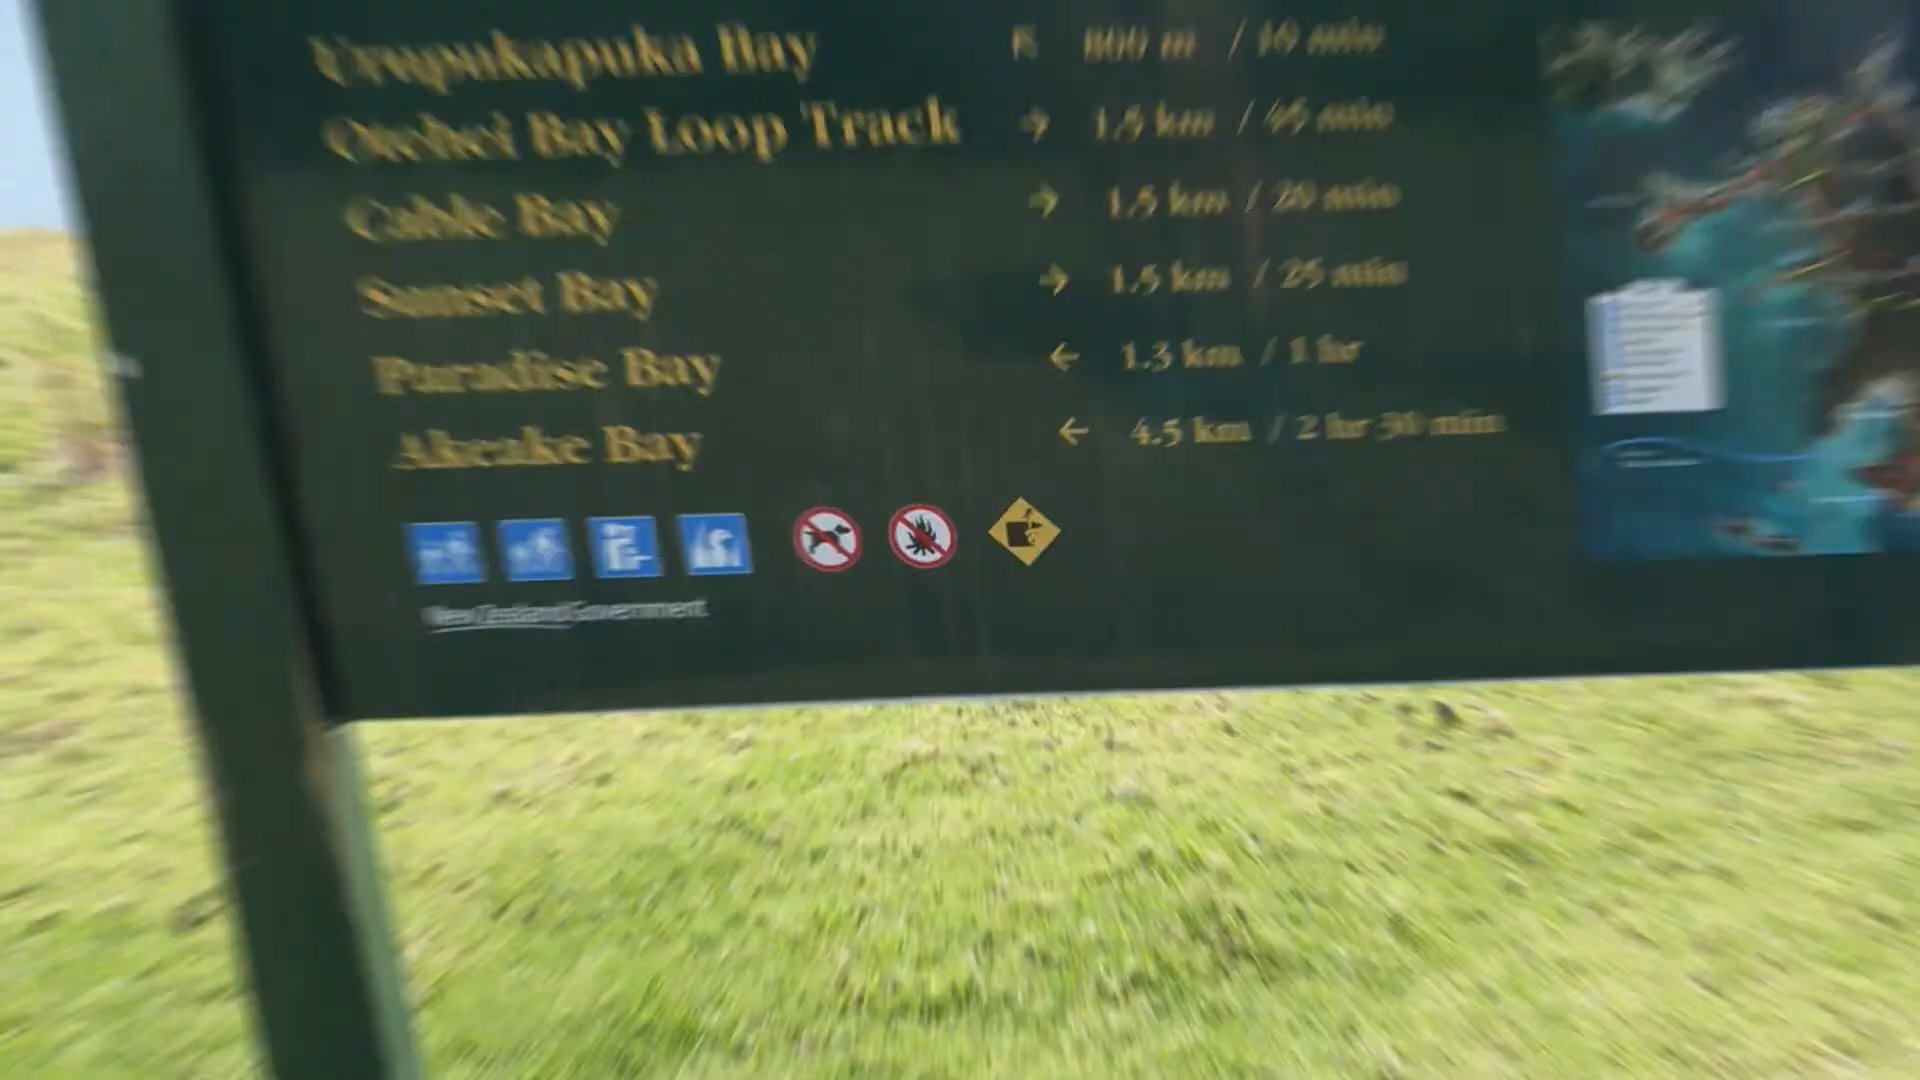 Urupukapuka Bay ↖ 800 m / 10 min
Otehei Bay Loop Track → 1.5 km / 45 min
Cable Bay → 1.5 km / 20 min
Sunset Bay → 1.5 km / 25 min
Paradise Bay ← 1.3 km / 1 hr
Akeake Bay ← 4.5 km / 2 hr 30 min
New Zealand Government